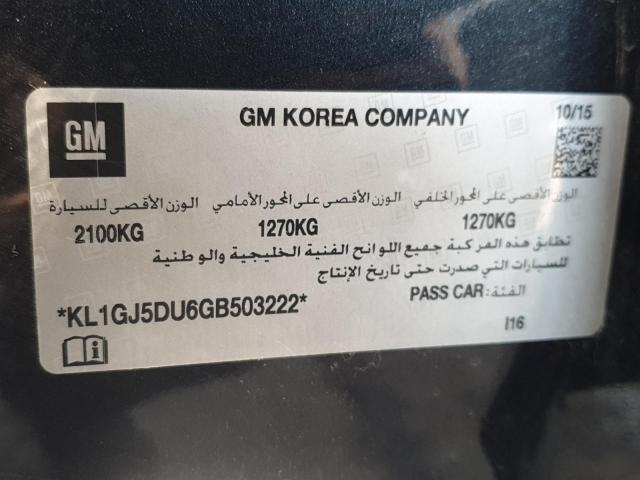 GM
GM KOREA COMPANY
10/15
الوزن الأقصى على المحور الخلفي الوزن الأقصى على المحور الأمامي الوزن الأقصى للسيارة
1270KG 1270KG 2100KG
تطابق هذه المركبة جميع اللوائح الفنية الخليجية والوطنية
للسيارات التي صدرت حتى تاريخ الإنتاج
الفئة: PASS CAR
*KL1GJ5DU6GB503222*
I16